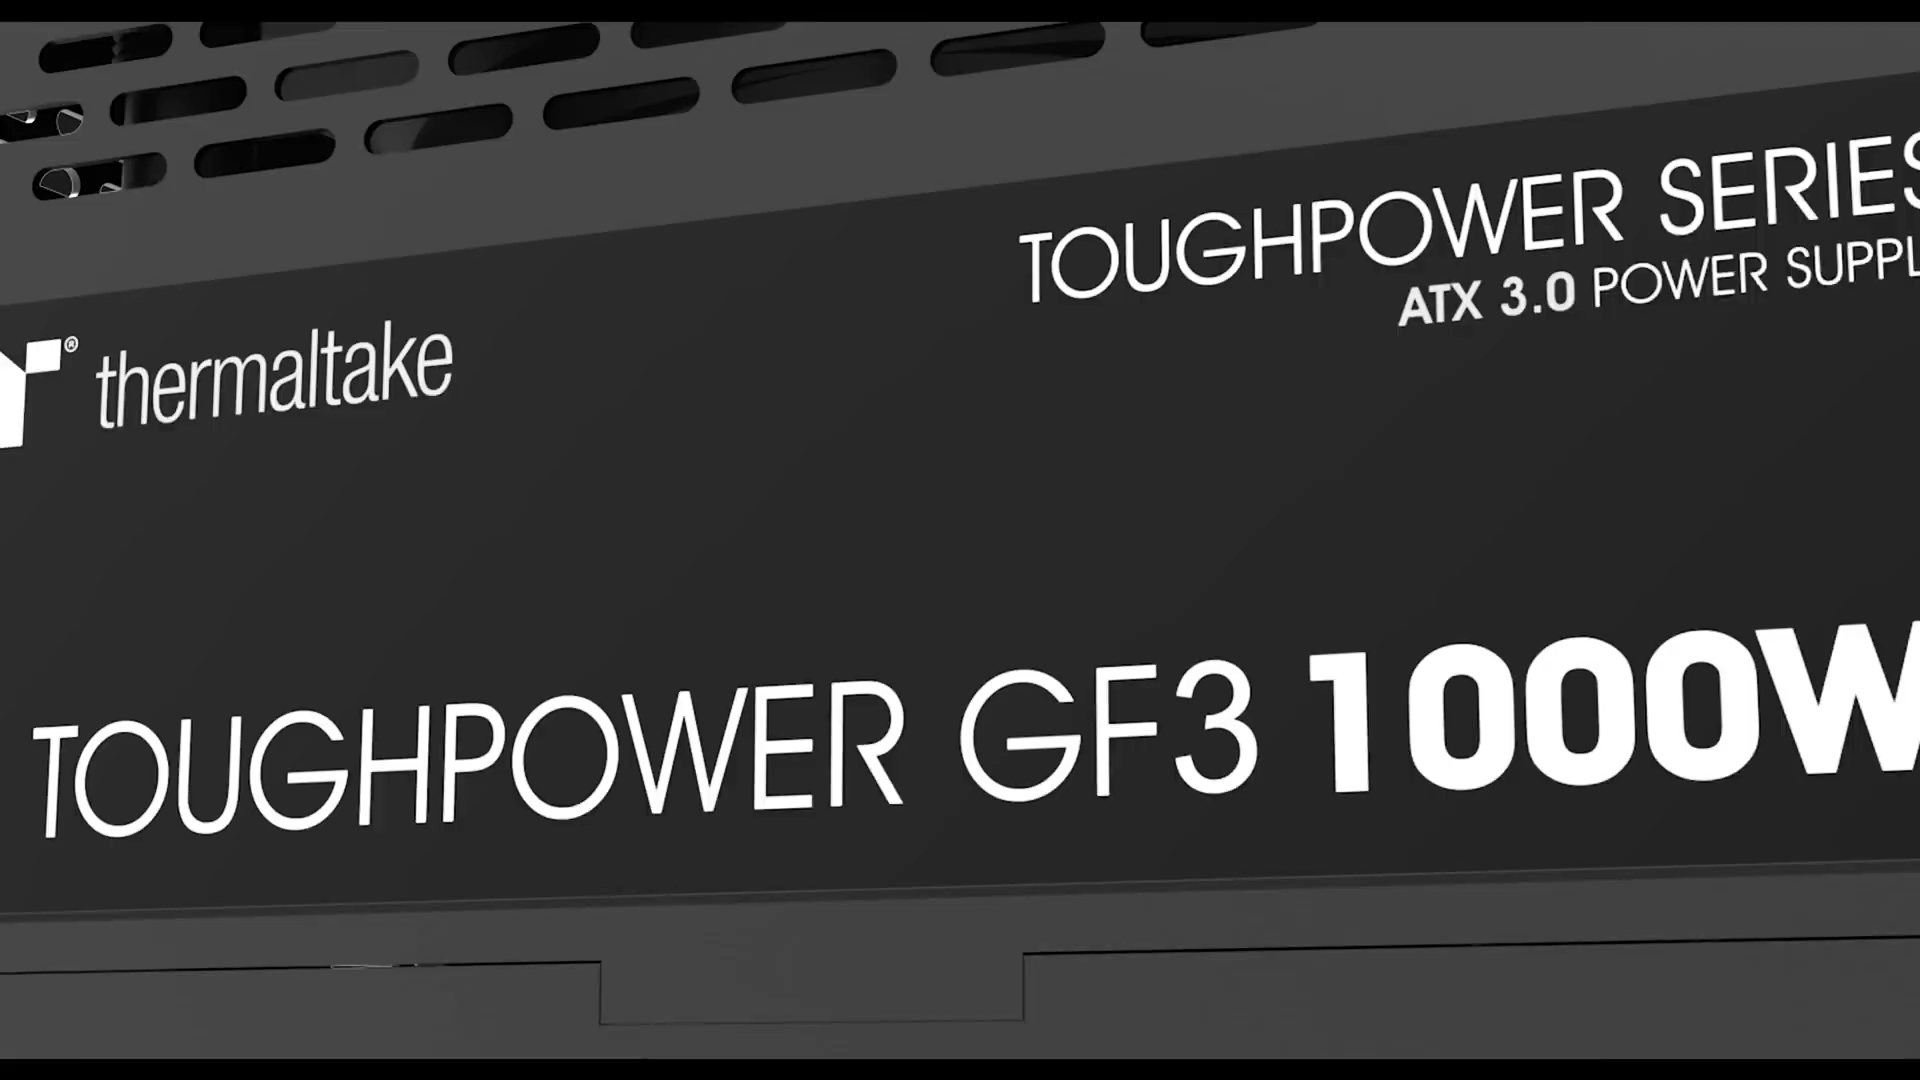 TOUGHPOWER SERIES
ATX 3.0 POWER SUPPL
® thermaltake
TOUGHPOWER GF3 1000W